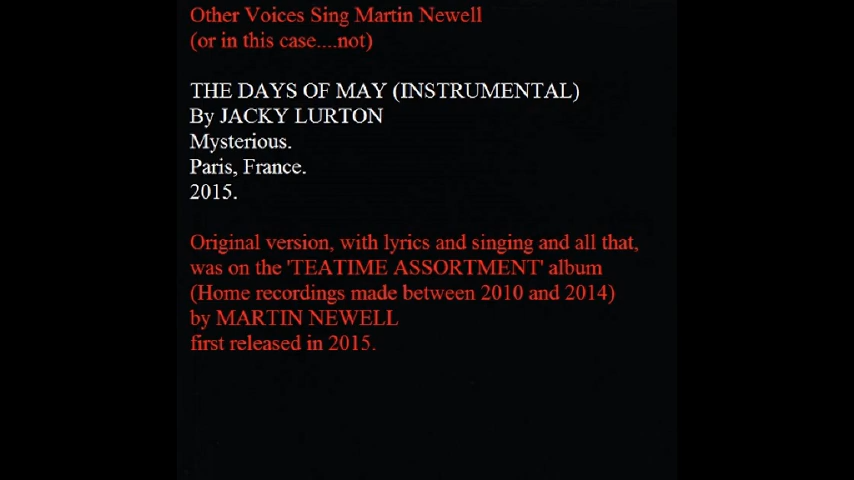 Other Voices Sing Martin Newell
(or in this case....not)
THE DAYS OF MAY (INSTRUMENTAL)
By JACKY LURTON
Mysterious.
Paris, France.
2015.
Original version, with lyrics and singing and all that,
was on the 'TEATIME ASSORTMENT' album
(Home recordings made between 2010 and 2014)
by MARTIN NEWELL
first released in 2015.